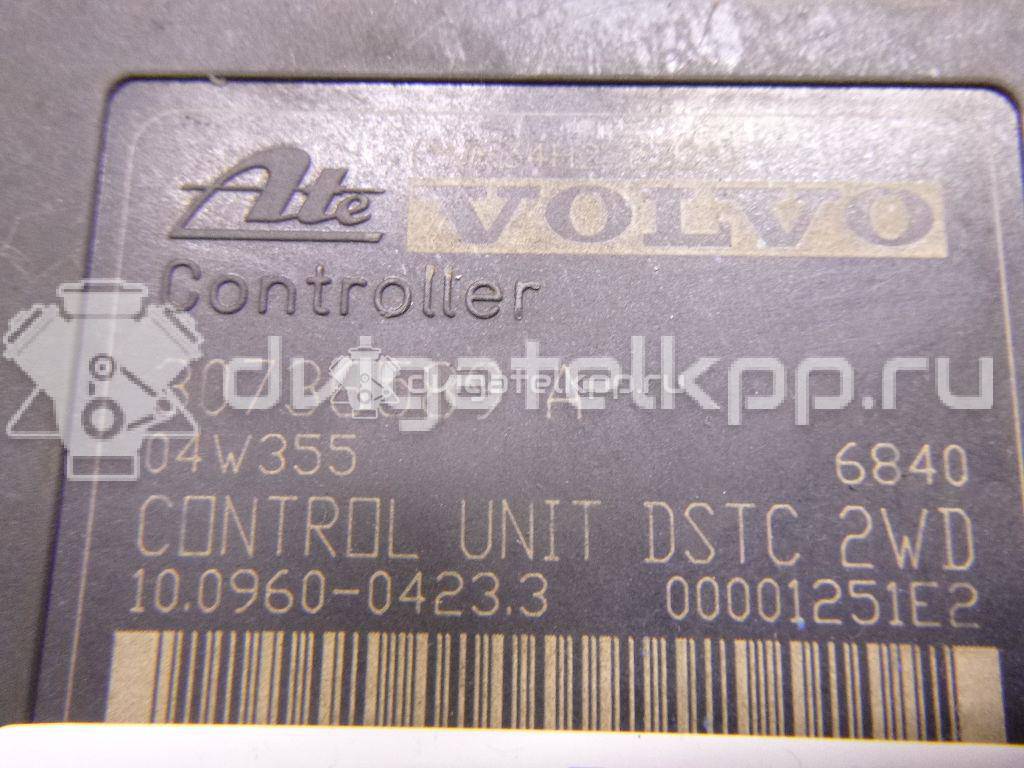 Ate VOLVO
Controller
04W355 6840
CONTROL UNIT DSTC 2WD
10.0960-0423.3 00001251E2
dvigatelkpp.ru